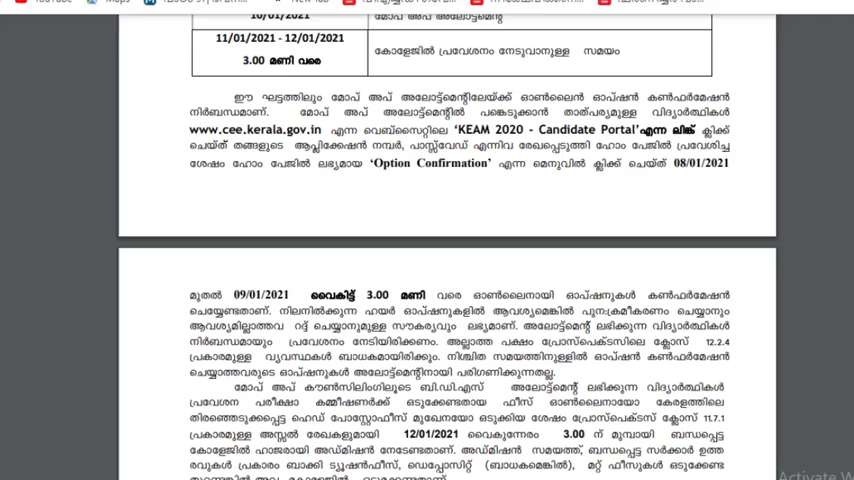 YouTube Maps
10/01/2021 മോപ് അപ് അലോട്ട്മെന്റ്
11/01/2021 - 12/01/2021
3.00 മണി വരെ
കോളേജിൽ പ്രവേശനം നേടുവാനുള്ള സമയം
ഈ ഘട്ടത്തിലും മോപ് അപ് അലോട്ട്മെന്റിലേയ്ക്ക് ഓൺലൈൻ ഓപ്ഷൻ കൺഫർമേഷൻ
നിർബന്ധമാണ്. മോപ് അപ് അലോട്ട്മെന്റിൽ പങ്കെടുക്കാൻ താത്പര്യമുള്ള വിദ്യാർത്ഥികൾ
www.cee.kerala.gov.in എന്ന വെബ്സൈറ്റിലെ ‘KEAM 2020 - Candidate Portal’എന്ന ലിങ്ക് ക്ലിക്ക്
ചെയ്ത് തങ്ങളുടെ ആപ്ലിക്കേഷൻ നമ്പർ, പാസ്സ്‌വേഡ് എന്നിവ രേഖപ്പെടുത്തി ഹോം പേജിൽ പ്രവേശിച്ച
ശേഷം ഹോം പേജിൽ ലഭ്യമായ ‘Option Confirmation’ എന്ന മെനുവിൽ ക്ലിക്ക് ചെയ്ത് 08/01/2021
മുതൽ 09/01/2021 വൈകിട്ട് 3.00 മണി വരെ ഓൺലൈനായി ഓപ്ഷനുകൾ കൺഫർമേഷൻ
ചെയ്യേണ്ടതാണ്. നിലനിൽക്കുന്ന ഹയർ ഓപ്ഷനുകളിൽ ആവശ്യമെങ്കിൽ പുന:ക്രമീകരണം ചെയ്യാനും
ആവശ്യമില്ലാത്തവ റദ്ദ് ചെയ്യാനുമുള്ള സൗകര്യവും ലഭ്യമാണ്. അലോട്ട്മെന്റ് ലഭിക്കുന്ന വിദ്യാർത്ഥികൾ
നിർബന്ധമായും പ്രവേശനം നേടിയിരിക്കണം. അല്ലാത്ത പക്ഷം പ്രോസ്പെക്ടസിലെ ക്ലോസ് 12.2.4
പ്രകാരമുള്ള വ്യവസ്ഥകൾ ബാധകമായിരിക്കും. നിശ്ചിത സമയത്തിനുള്ളിൽ ഓപ്ഷൻ കൺഫർമേഷൻ
ചെയ്യാത്തവരുടെ ഓപ്ഷനുകൾ അലോട്ട്മെന്റിനായി പരിഗണിക്കുന്നതല്ല.
മോപ് അപ് കൗൺസിലിംഗിലൂടെ ബി.ഡി.എസ് അലോട്ട്മെന്റ് ലഭിക്കുന്ന വിദ്യാർത്ഥികൾ
പ്രവേശന പരീക്ഷാ കമ്മീഷണർക്ക് ഒടുക്കേണ്ടതായ ഫീസ് ഓൺലൈനായോ കേരളത്തിലെ
തിരഞ്ഞെടുക്കപ്പെട്ട ഹെഡ് പോസ്റ്റോഫീസ് മുഖേനയോ ഒടുക്കിയ ശേഷം പ്രോസ്പെക്ടസ് ക്ലോസ് 11.7.1
പ്രകാരമുള്ള അസ്സൽ രേഖകളുമായി 12/01/2021 വൈകുന്നേരം 3.00 ന് മുമ്പായി ബന്ധപ്പെട്ട
കോളേജിൽ ഹാജരായി അഡ്മിഷൻ നേടേണ്ടതാണ്. അഡ്മിഷൻ സമയത്ത്, ബന്ധപ്പെട്ട സർക്കാർ ഉത്ത
രവുകൾ പ്രകാരം ബാക്കി ട്യൂഷൻഫീസ്, ഡെപ്പോസിറ്റ് (ബാധകമെങ്കിൽ), മറ്റ് ഫീസുകൾ ഒടുക്കേണ്ട
Activate W